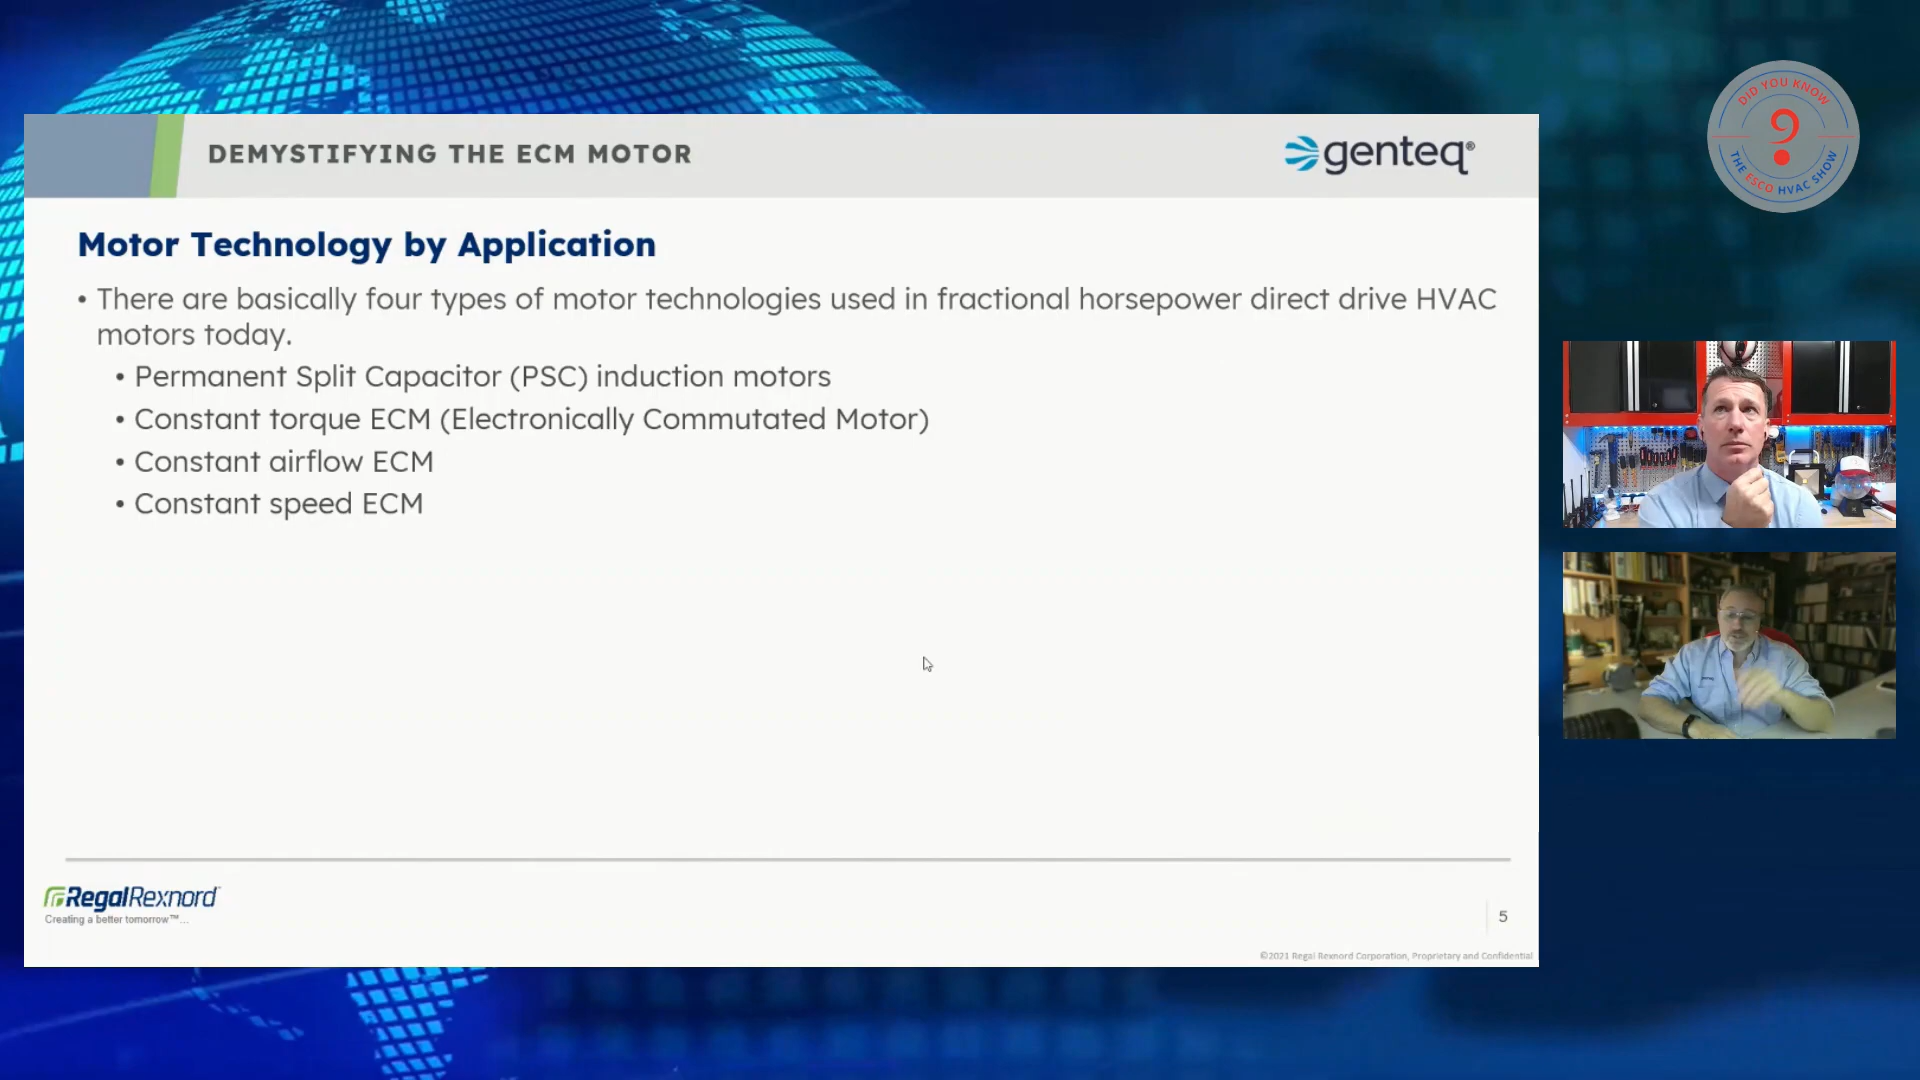 DID YOU KNOW
?
THE ESCO HVAC SHOW
DEMYSTIFYING THE ECM MOTOR
genteq®
Motor Technology by Application
• There are basically four types of motor technologies used in fractional horsepower direct drive HVAC
motors today.
• Permanent Split Capacitor (PSC) induction motors
• Constant torque ECM (Electronically Commutated Motor)
• Constant airflow ECM
• Constant speed ECM
RegalRexnord
Creating a better tomorrow™...
5
©2021 Regal Rexnord Corporation, Proprietary and Confidential